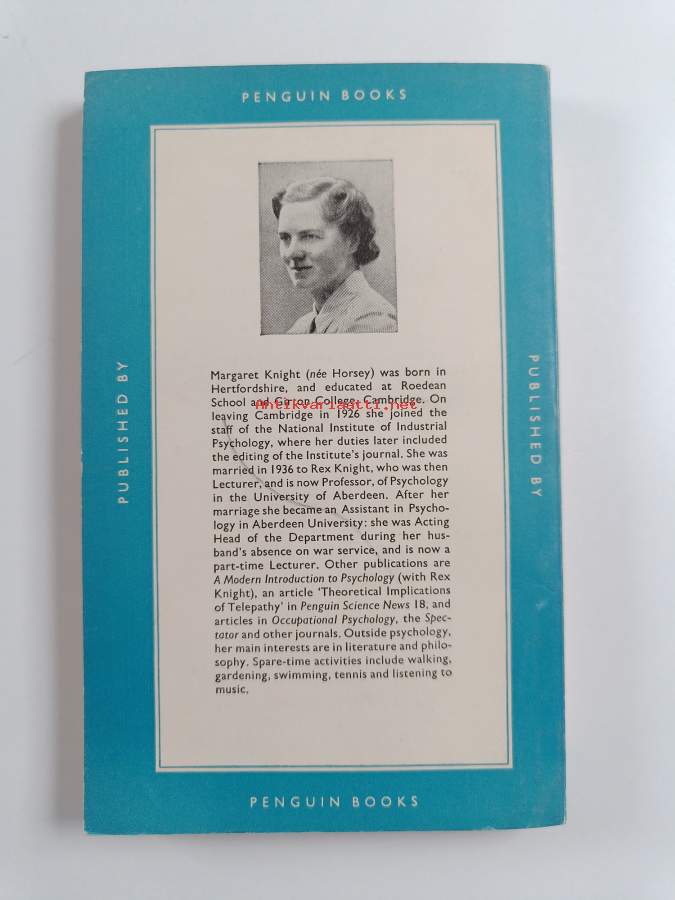 PENGUIN BOOKS
PUBLISHED BY
Margaret Knight (née Horsey) was born in
Hertfordshire, and educated at Roedean
School and Girton College, Cambridge. On
Antikvariaatti.net
leaving Cambridge in 1926 she joined the
staff of the National Institute of Industrial
Psychology, where her duties later included
the editing of the Institute's journal. She was
married in 1936 to Rex Knight, who was then
Lecturer, and is now Professor, of Psychology
in the University of Aberdeen. After her
marriage she became an Assistant in Psycho-
logy in Aberdeen University: she was Acting
Head of the Department during her hus-
band's absence on war service, and is now a
part-time Lecturer. Other publications are
A Modern Introduction to Psychology (with Rex
Knight), an article 'Theoretical Implications
of Telepathy' in Penguin Science News 18, and
articles in Occupational Psychology, the Spec-
tator and other journals. Outside psychology,
her main interests are in literature and philo-
sophy. Spare-time activities include walking,
gardening, swimming, tennis and listening to
music.
PUBLISHED BY
PENGUIN BOOKS